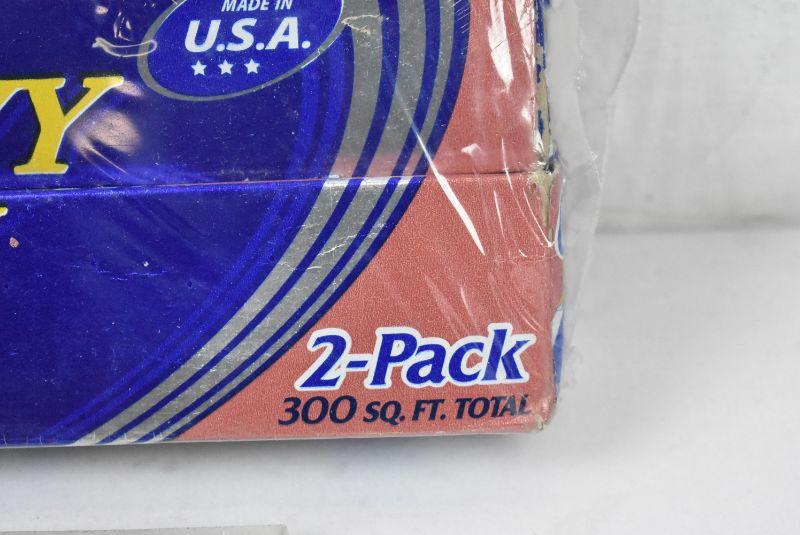 MADE IN
U.S.A.
2-Pack
300 SQ. FT. TOTAL